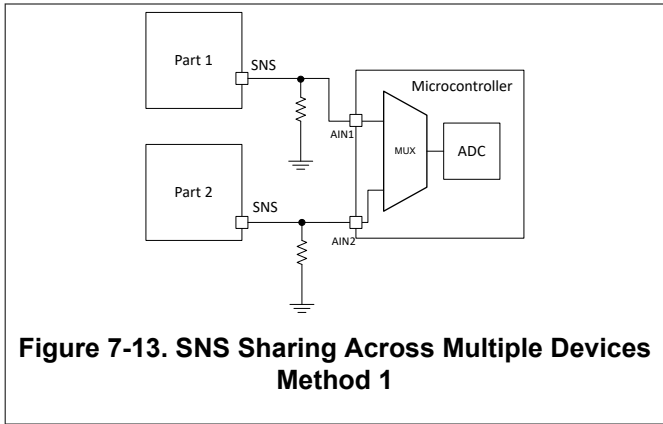 Part 1
SNS
Microcontroller
AIN1
MUX
ADC
Part 2
SNS
AIN2
Figure 7-13. SNS Sharing Across Multiple Devices
Method 1